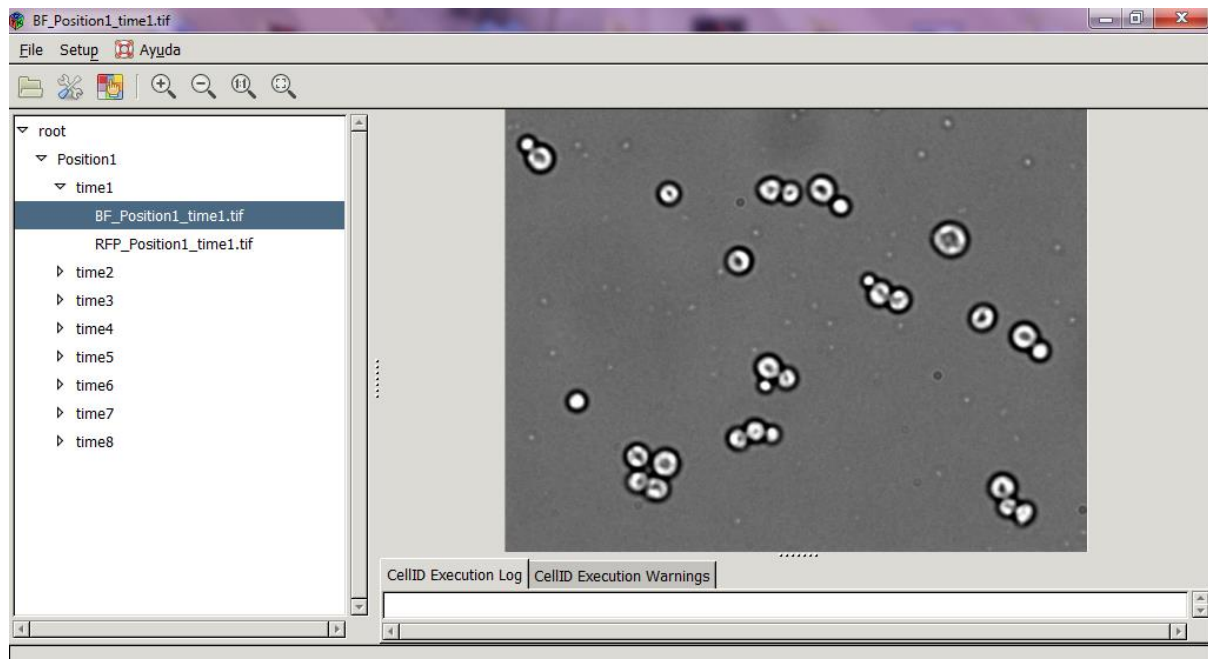 BF_Position1_time1.tif
File Setup Ayuda
root
Position1
time1
BF_Position1_time1.tif
RFP_Position1_time1.tif
time2
time3
time4
time5
time6
time7
time8
CellID Execution Log CellID Execution Warnings